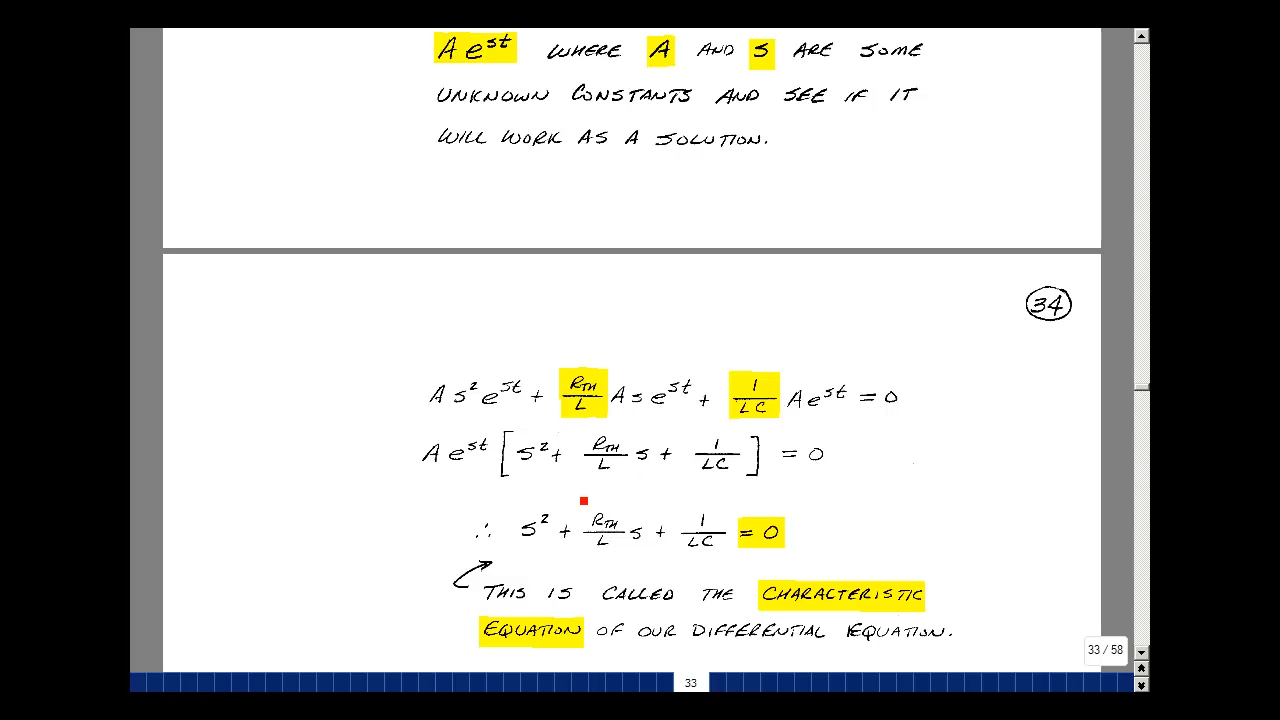 Ae^st WHERE A AND S ARE SOME
UNKNOWN CONSTANTS AND SEE IF IT
WILL WORK AS A SOLUTION.
34
As²e^st + R_TH/L Ase^st + 1/LC Ae^st = 0
Ae^st [s² + R_TH/L s + 1/LC] = 0
∴ s² + R_TH/L s + 1/LC = 0
THIS IS CALLED THE CHARACTERISTIC
EQUATION OF OUR DIFFERENTIAL EQUATION.
33 / 58
33